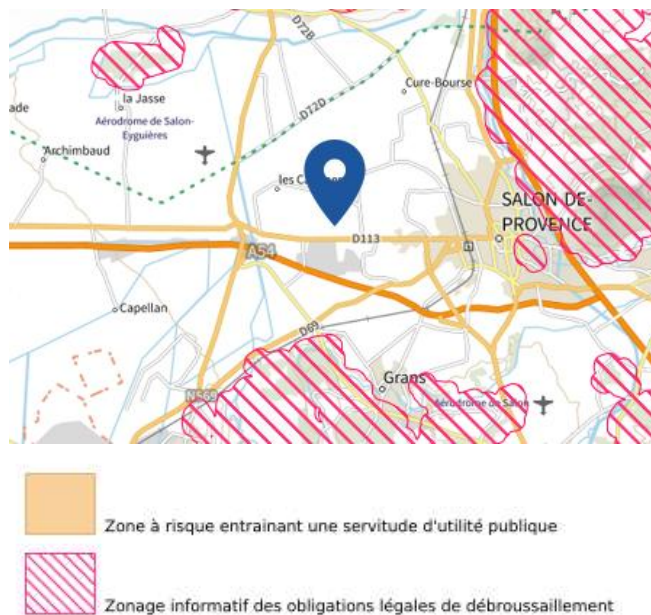 D72B
Cure-Bourse
la Jasse
D72D
Aérodrome de Salon-
Eyguières
ade
Archimbaud
les C
SALON-DE-
PROVENCE
D113
A54
Capellan
D69
Grans
N569
Aérodrome de Salon
Zone à risque entrainant une servitude d'utilité publique
Zonage informatif des obligations légales de débroussaillement